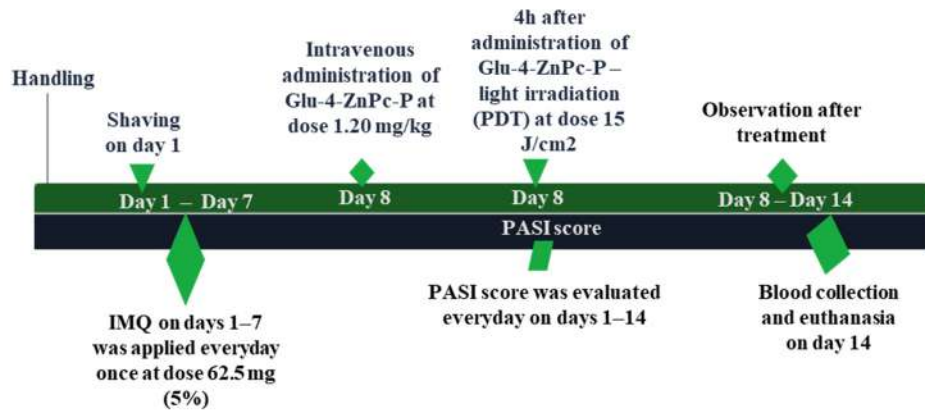 Handling
Shaving
on day 1
Intravenous
administration of
Glu-4-ZnPc-P at
dose 1.20 mg/kg
4h after
administration of
Glu-4-ZnPc-P –
light irradiation
(PDT) at dose 15
J/cm2
Observation after
treatment
Day 1 – Day 7
Day 8
Day 8
Day 8 – Day 14
PASI score
IMQ on days 1–7
was applied everyday
once at dose 62.5 mg
(5%)
PASI score was evaluated
everyday on days 1–14
Blood collection
and euthanasia
on day 14